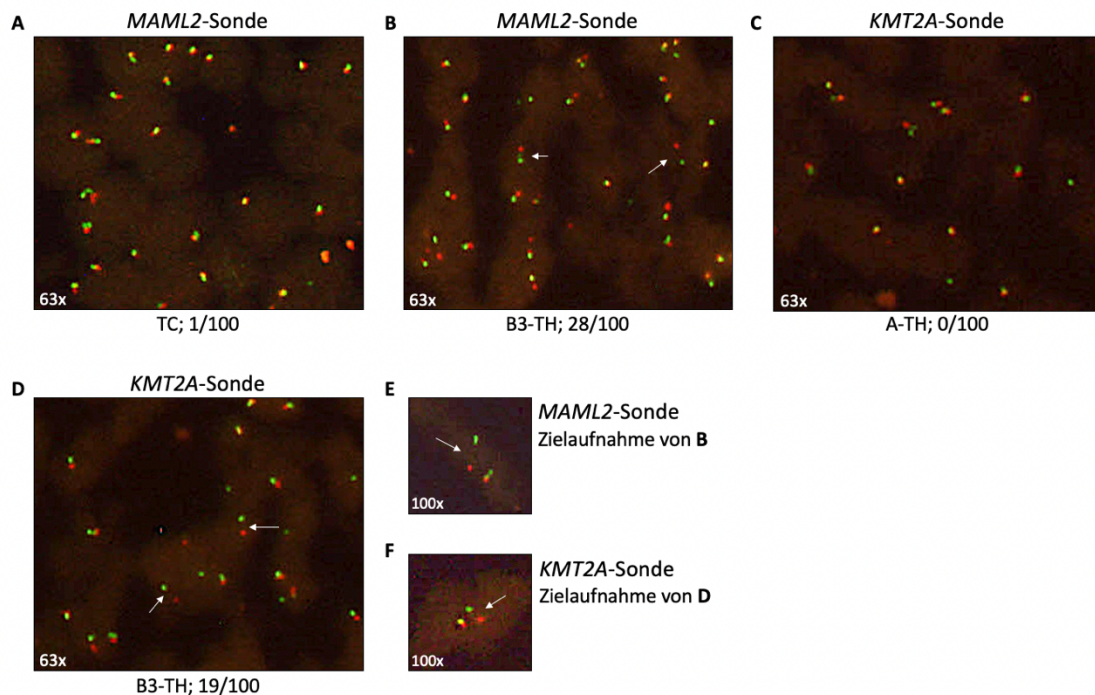 A
MAML2-Sonde
63x
TC; 1/100
B
MAML2-Sonde
63x
B3-TH; 28/100
C
KMT2A-Sonde
63x
A-TH; 0/100
D
KMT2A-Sonde
63x
B3-TH; 19/100
E
MAML2-Sonde
Zielaufnahme von B
100x
F
KMT2A-Sonde
Zielaufnahme von D
100x